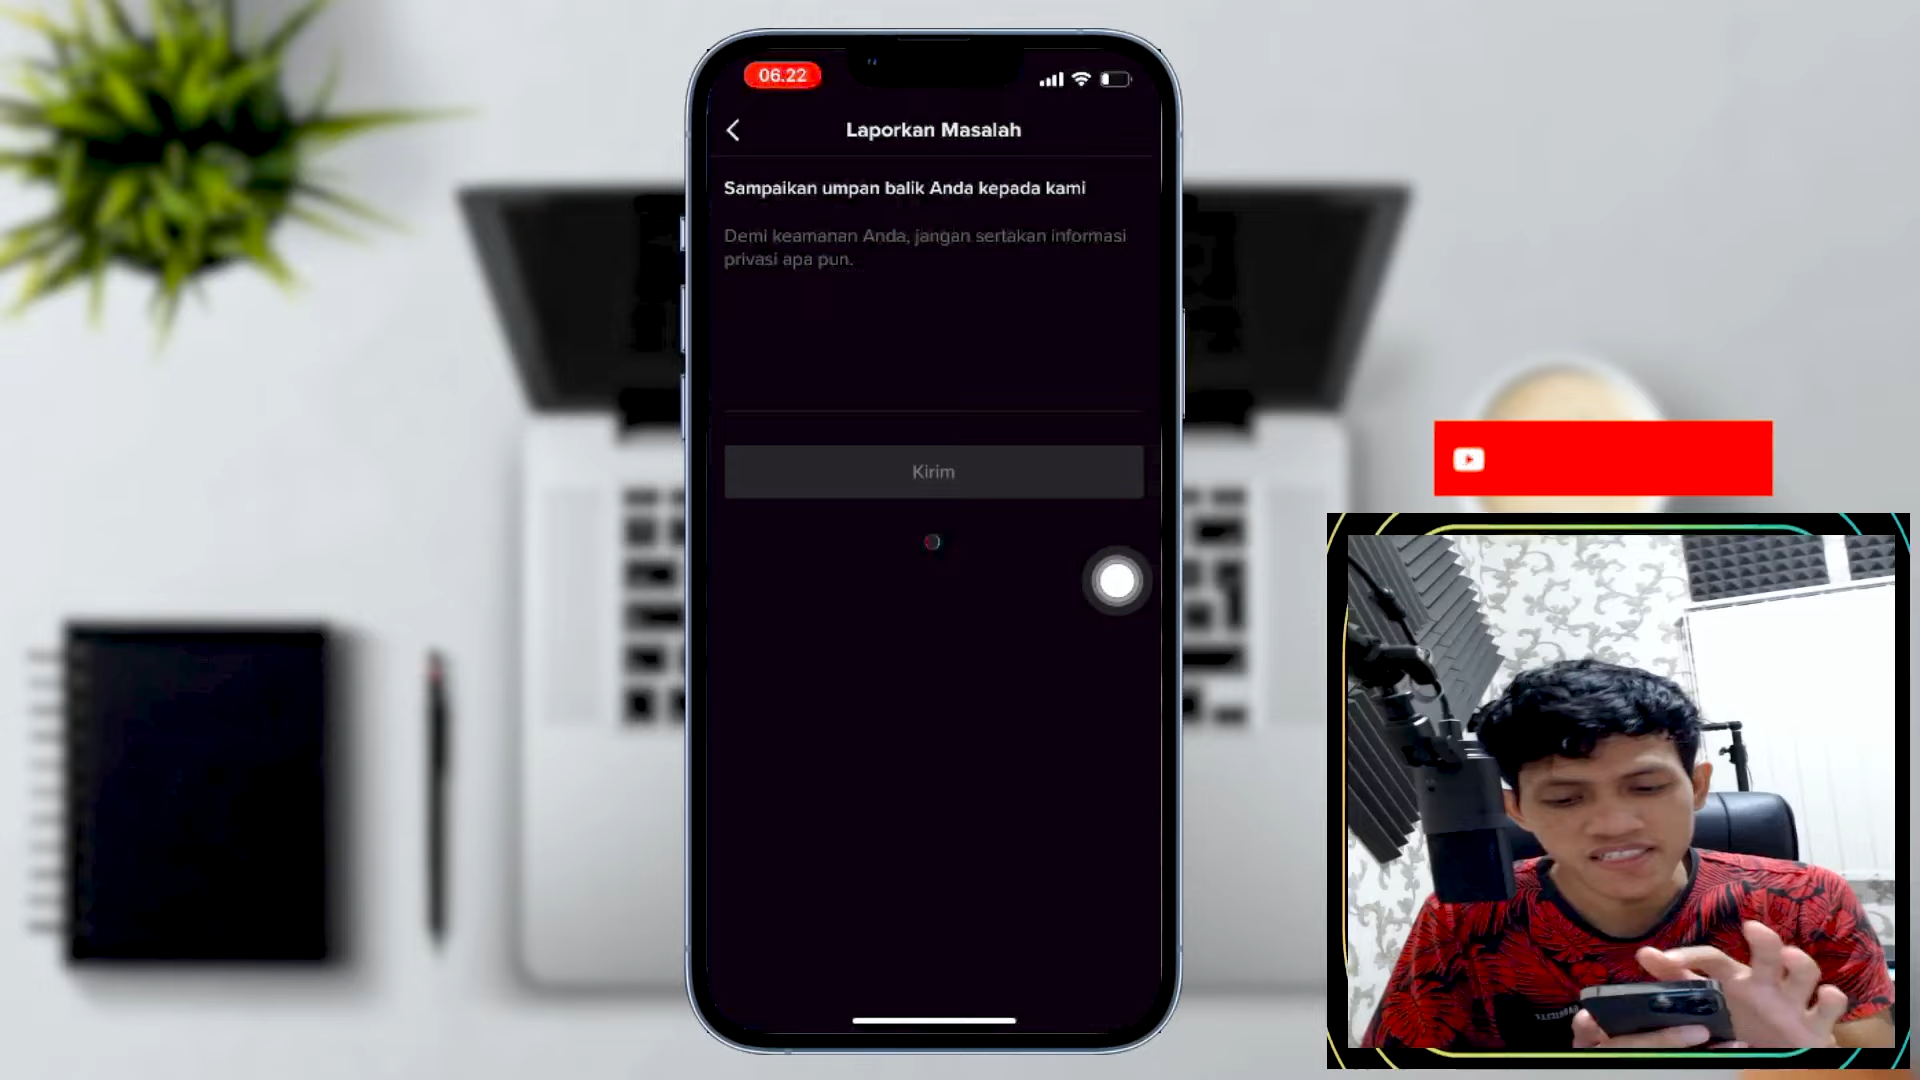 06.22
Laporkan Masalah
Sampaikan umpan balik Anda kepada kami
Demi keamanan Anda, jangan sertakan informasi
privasi apa pun.
Kirim